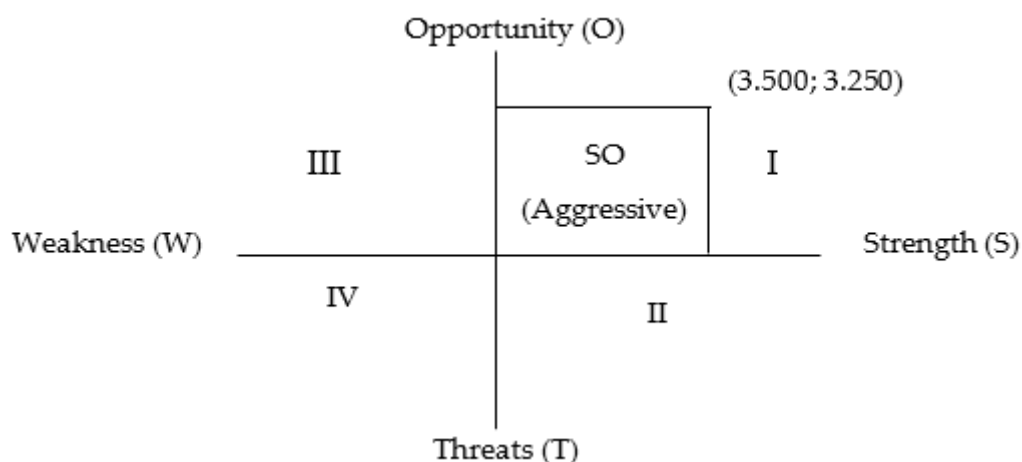 Opportunity (O)
(3.500; 3.250)
III
SO
I
(Aggressive)
Weakness (W)
Strength (S)
IV
II
Threats (T)